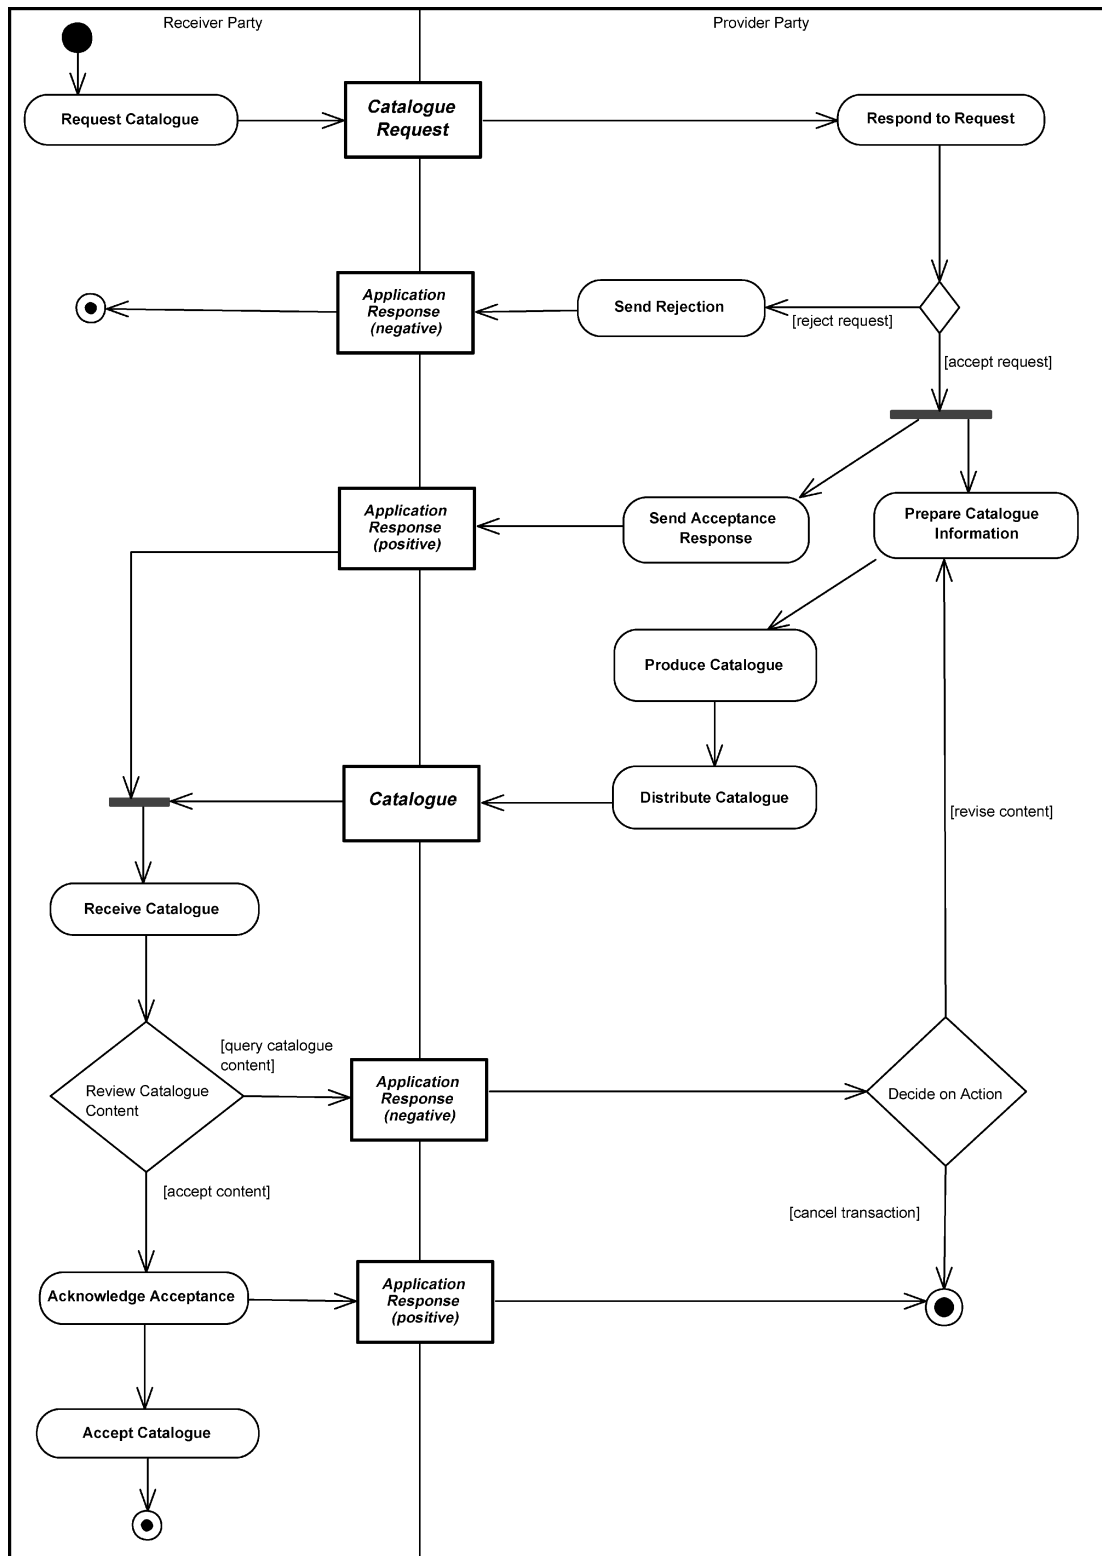 Receiver Party
Provider Party
Request Catalogue
Catalogue
Request
Respond to Request
Application
Response
(negative)
Send Rejection
[reject request]
[accept request]
Application
Response
(positive)
Send Acceptance
Response
Prepare Catalogue
Information
Produce Catalogue
Catalogue
Distribute Catalogue
[revise content]
Receive Catalogue
[query catalogue
content]
Review Catalogue
Content
Application
Response
(negative)
Decide on Action
[accept content]
[cancel transaction]
Acknowledge Acceptance
Application
Response
(positive)
Accept Catalogue